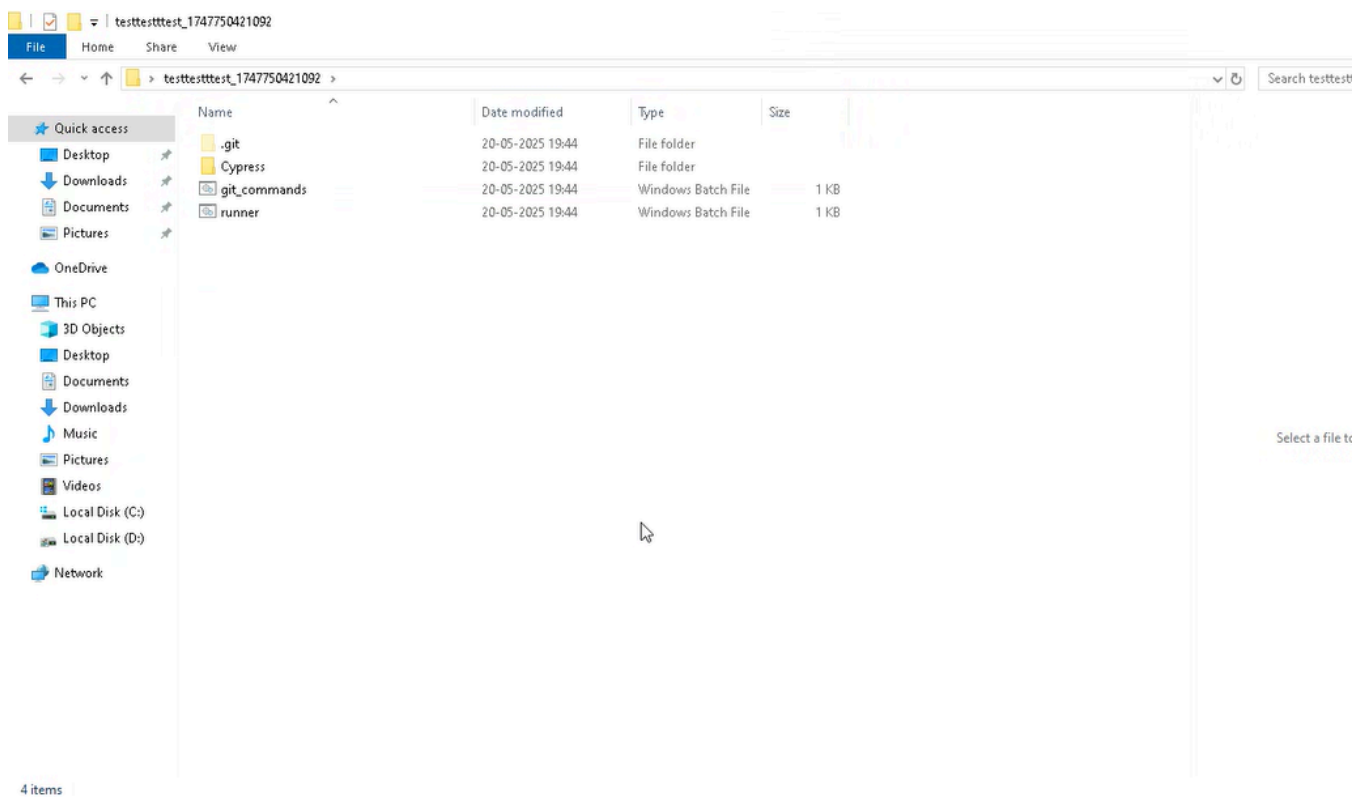 testtestttest_1747750421092
File Home Share View
testtestttest_1747750421092
Search testtestt
Name Date modified Type Size
Quick access
Desktop
Downloads
Documents
Pictures
OneDrive
This PC
3D Objects
Desktop
Documents
Downloads
Music
Pictures
Videos
Local Disk (C:)
Local Disk (D:)
Network
.git 20-05-2025 19:44 File folder
Cypress 20-05-2025 19:44 File folder
git_commands 20-05-2025 19:44 Windows Batch File 1 KB
runner 20-05-2025 19:44 Windows Batch File 1 KB
Select a file to
4 items